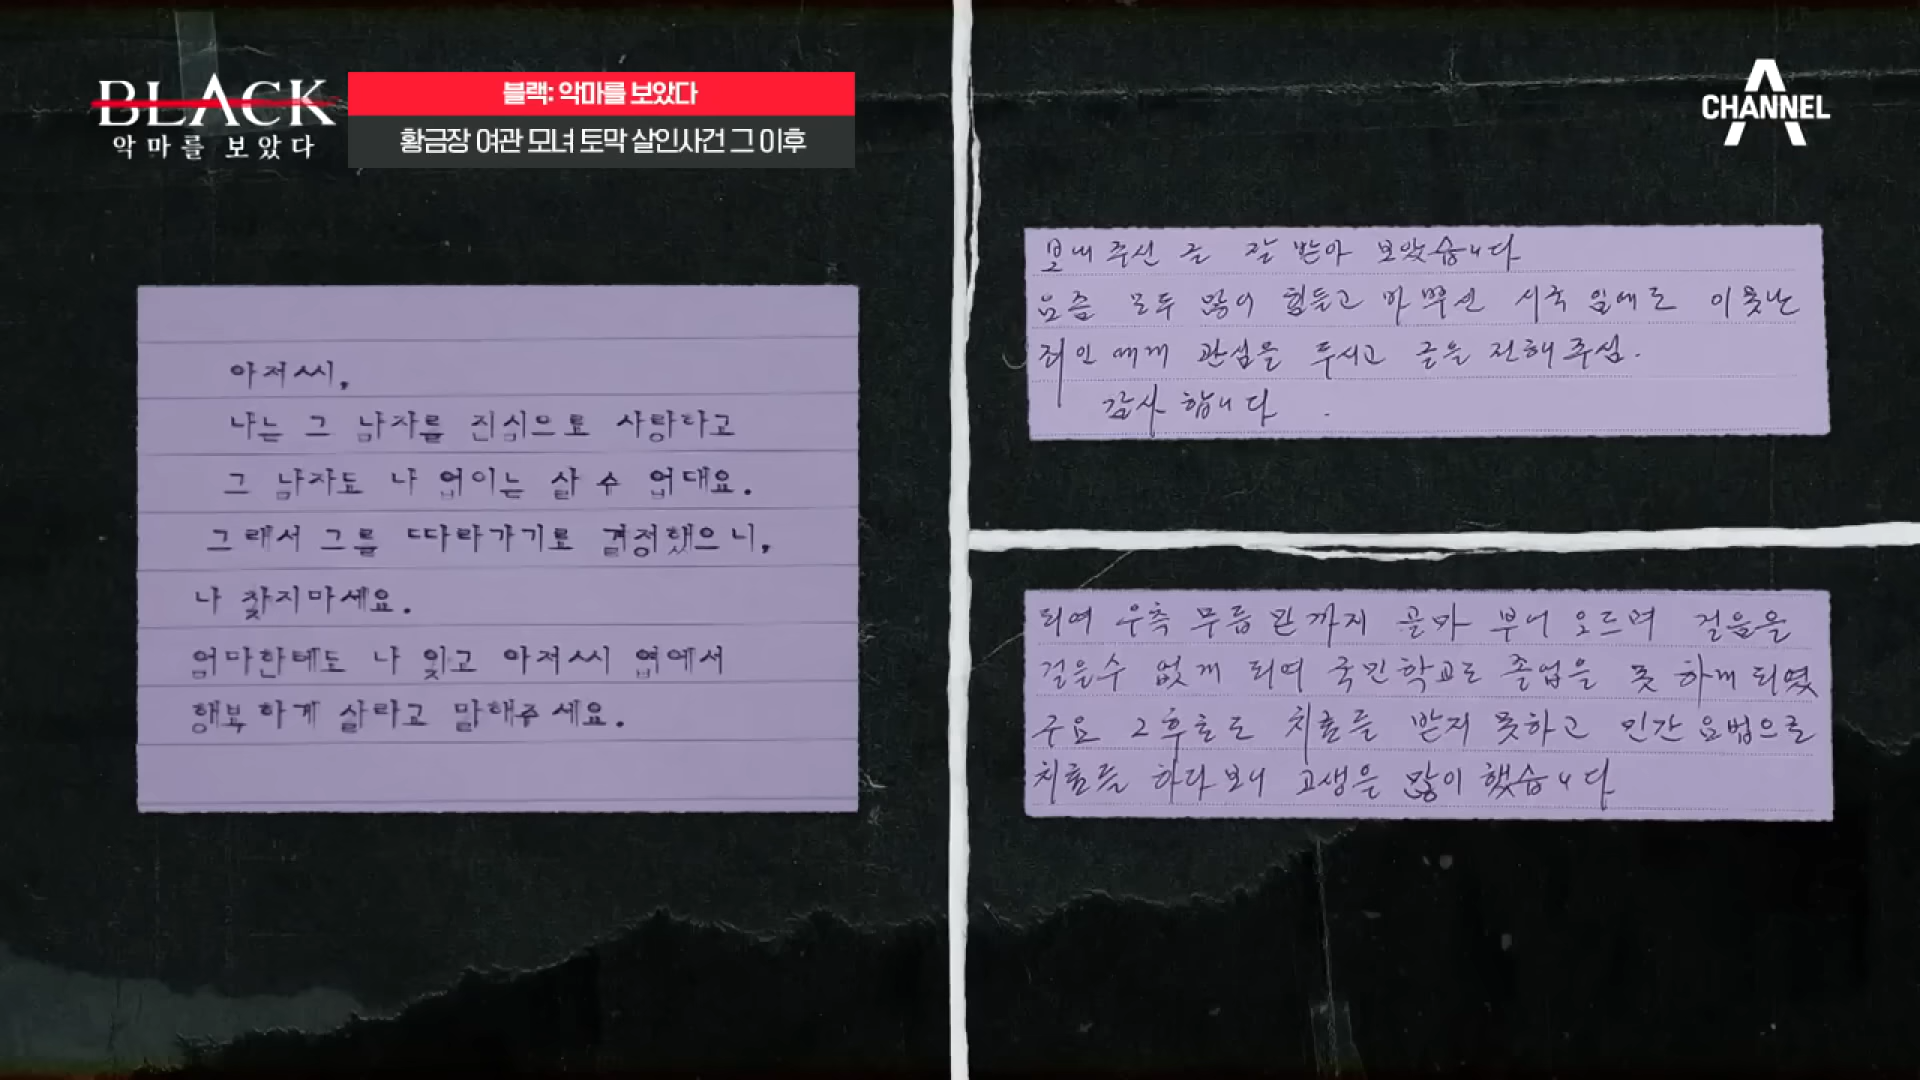 BLACK
악마를 보았다
블랙: 악마를 보았다
황금장 여관 모녀 토막 살인사건 그 이후
CHANNEL A
아저씨,
나는 그 남자를 진심으로 사랑하고
그 남자도 나 없이는 살 수 없대요.
그래서 그를 따라가기로 결정했으니,
나 찾지마세요.
엄마한테도 나 잊고 아저씨 옆에서
행복하게 살라고 말해주세요.
보내주신 글 잘 받아 보았습니다
요즘 모두 많이 힘들고 바쁘신 시국 임에도 이 못난
죄인에게 관심을 두시고 글을 전해주심.
감사 합니다.
되여 우측 무릅 관까지 골마 부어 오르며 걸음을
걸을수 없게 되여 국민학교도 졸업을 못 하게 되였
구요 그후로도 치료를 받지 못하고 민간 요법으로
치료를 하다보니 고생을 많이 했습니다